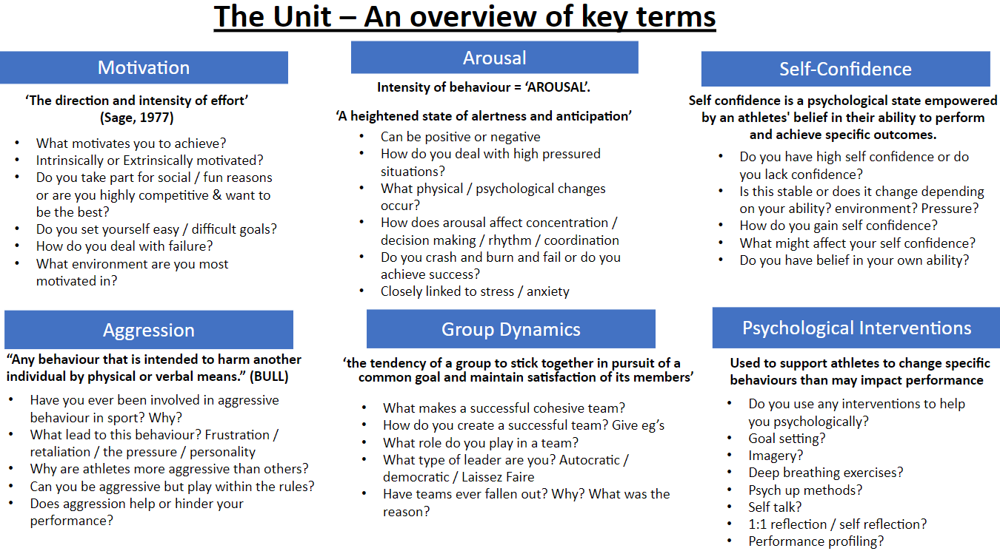 The Unit – An overview of key terms
Motivation
‘The direction and intensity of effort’
(Sage, 1977)
• What motivates you to achieve?
• Intrinsically or Extrinsically motivated?
• Do you take part for social / fun reasons
or are you highly competitive & want to
be the best?
• Do you set yourself easy / difficult goals?
• How do you deal with failure?
• What environment are you most
motivated in?
Arousal
Intensity of behaviour = ‘AROUSAL’.
‘A heightened state of alertness and anticipation’
• Can be positive or negative
• How do you deal with high pressured
situations?
• What physical / psychological changes
occur?
• How does arousal affect concentration /
decision making / rhythm / coordination
• Do you crash and burn and fail or do you
achieve success?
• Closely linked to stress / anxiety
Self-Confidence
Self confidence is a psychological state empowered
by an athletes' belief in their ability to perform
and achieve specific outcomes.
• Do you have high self confidence or do
you lack confidence?
• Is this stable or does it change depending
on your ability? environment? Pressure?
• How do you gain self confidence?
• What might affect your self confidence?
• Do you have belief in your own ability?
Aggression
“Any behaviour that is intended to harm another
individual by physical or verbal means.” (BULL)
• Have you ever been involved in aggressive
behaviour in sport? Why?
• What lead to this behaviour? Frustration /
retaliation / the pressure / personality
• Why are athletes more aggressive than others?
• Can you be aggressive but play within the rules?
• Does aggression help or hinder your
performance?
Group Dynamics
‘the tendency of a group to stick together in pursuit of a
common goal and maintain satisfaction of its members’
• What makes a successful cohesive team?
• How do you create a successful team? Give eg’s
• What role do you play in a team?
• What type of leader are you? Autocratic /
democratic / Laissez Faire
• Have teams ever fallen out? Why? What was the
reason?
Psychological Interventions
Used to support athletes to change specific
behaviours than may impact performance
• Do you use any interventions to help
you psychologically?
• Goal setting?
• Imagery?
• Deep breathing exercises?
• Psych up methods?
• Self talk?
• 1:1 reflection / self reflection?
• Performance profiling?